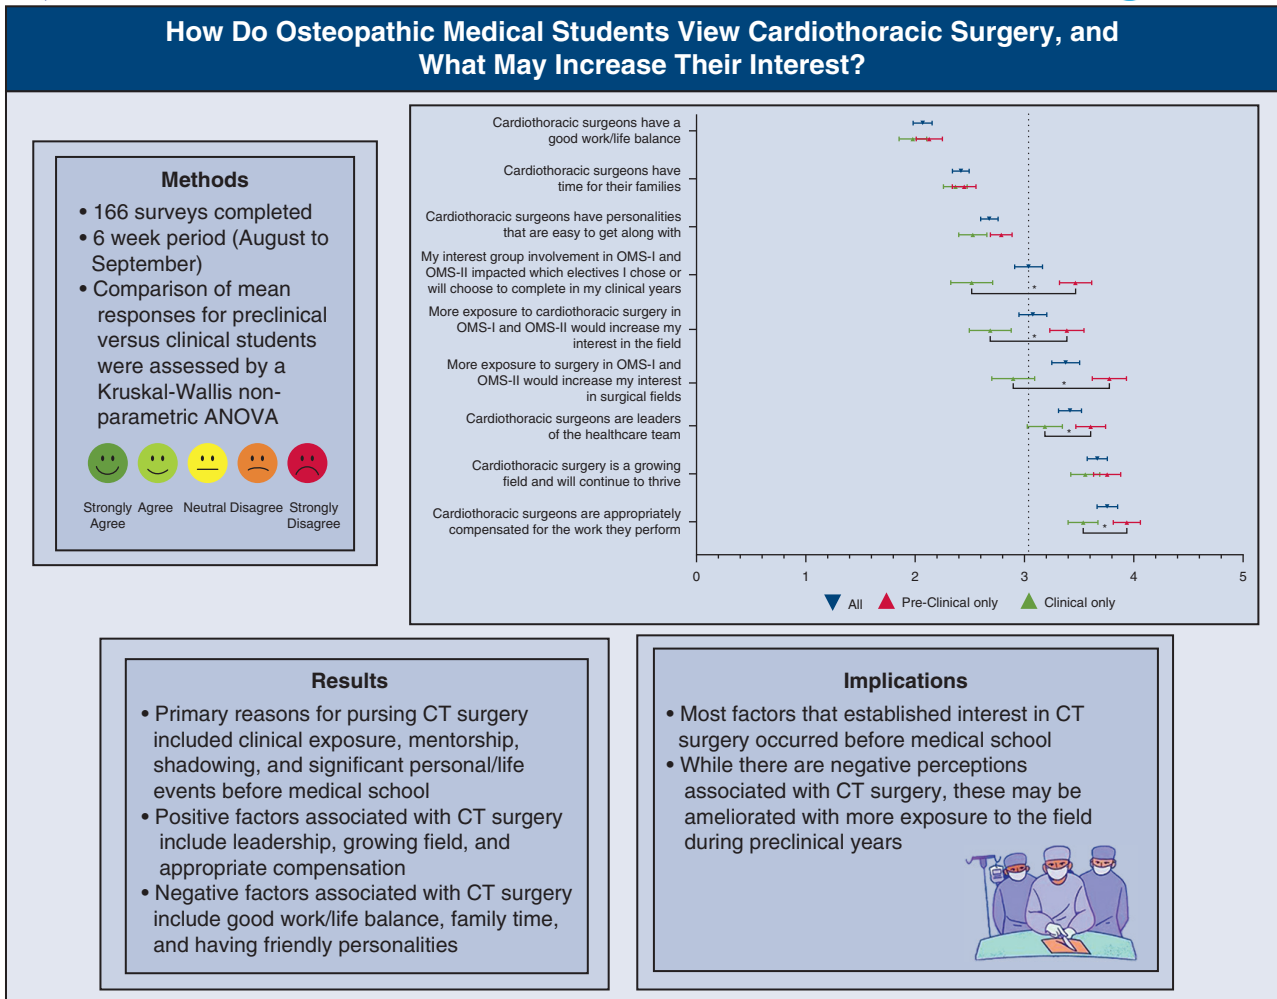 How Do Osteopathic Medical Students View Cardiothoracic Surgery, and
What May Increase Their Interest?
Methods
• 166 surveys completed
• 6 week period (August to
September)
• Comparison of mean
responses for preclinical
versus clinical students
were assessed by a
Kruskal-Wallis non-
parametric ANOVA
Strongly Agree Agree Neutral Disagree Strongly Disagree
Cardiothoracic surgeons have a
good work/life balance
Cardiothoracic surgeons have
time for their families
Cardiothoracic surgeons have personalities
that are easy to get along with
My interest group involvement in OMS-I and
OMS-II impacted which electives I chose or
will choose to complete in my clinical years
*
More exposure to cardiothoracic surgery in
OMS-I and OMS-II would increase my
interest in the field
*
More exposure to surgery in OMS-I and
OMS-II would increase my interest
in surgical fields
*
Cardiothoracic surgeons are leaders
of the healthcare team
*
Cardiothoracic surgery is a growing
field and will continue to thrive
Cardiothoracic surgeons are appropriately
compensated for the work they perform
*
0 1 2 3 4 5
All Pre-Clinical only Clinical only
Results
• Primary reasons for pursing CT surgery
included clinical exposure, mentorship,
shadowing, and significant personal/life
events before medical school
• Positive factors associated with CT surgery
include leadership, growing field, and
appropriate compensation
• Negative factors associated with CT surgery
include good work/life balance, family time,
and having friendly personalities
Implications
• Most factors that established interest in CT
surgery occurred before medical school
• While there are negative perceptions
associated with CT surgery, these may be
ameliorated with more exposure to the field
during preclinical years